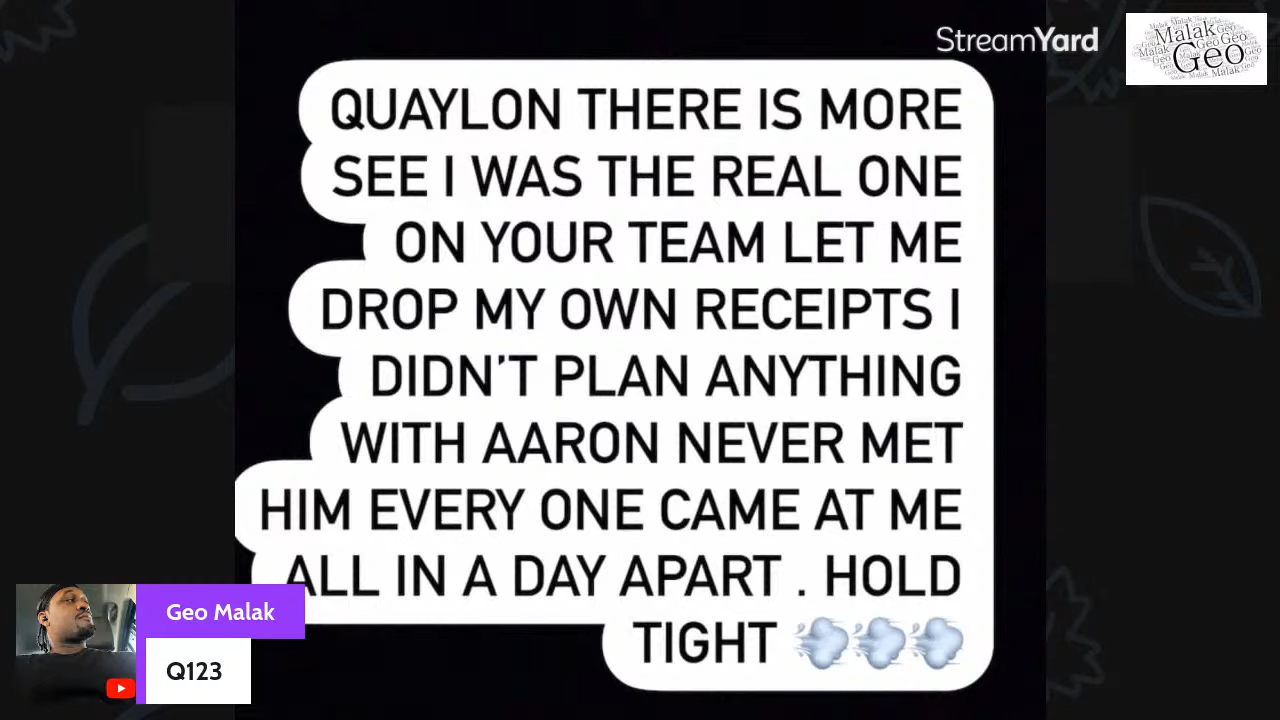 StreamYard
Malak
Geo
QUAYLON THERE IS MORE
SEE I WAS THE REAL ONE
ON YOUR TEAM LET ME
DROP MY OWN RECEIPTS I
DIDN'T PLAN ANYTHING
WITH AARON NEVER MET
HIM EVERY ONE CAME AT ME
ALL IN A DAY APART . HOLD
TIGHT 💨💨💨
Geo Malak
Q123